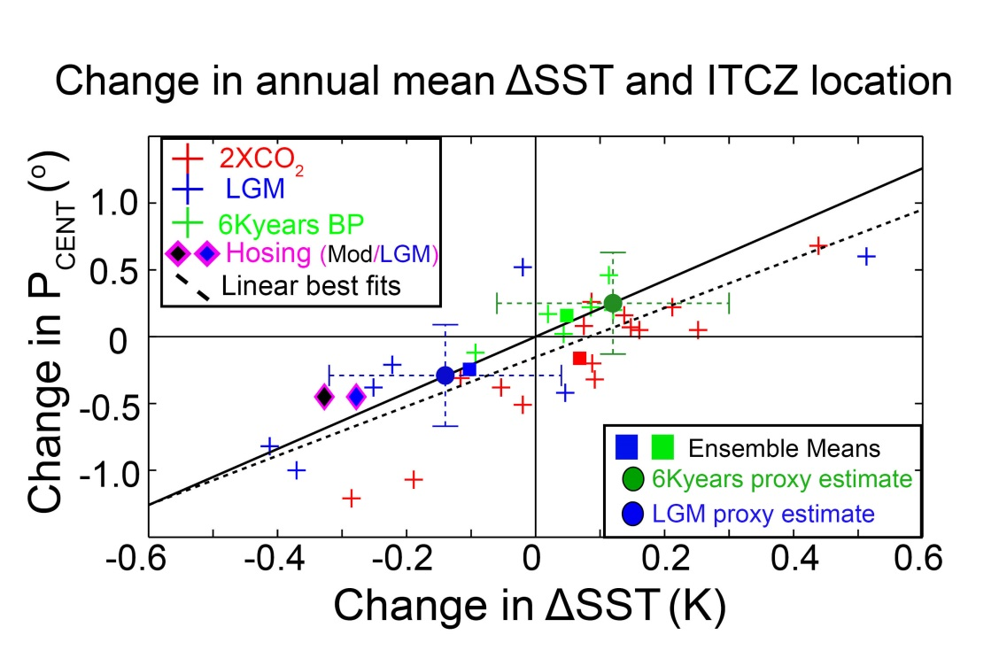 Change in annual mean ΔSST and ITCZ location
Change in P_CENT (º)
1.0
0.5
0
-0.5
-1.0
2XCO₂
LGM
6Kyears BP
Hosing (Mod/LGM)
Linear best fits
Ensemble Means
6Kyears proxy estimate
LGM proxy estimate
-0.6 -0.4 -0.2 0 0.2 0.4 0.6
Change in ΔSST (K)